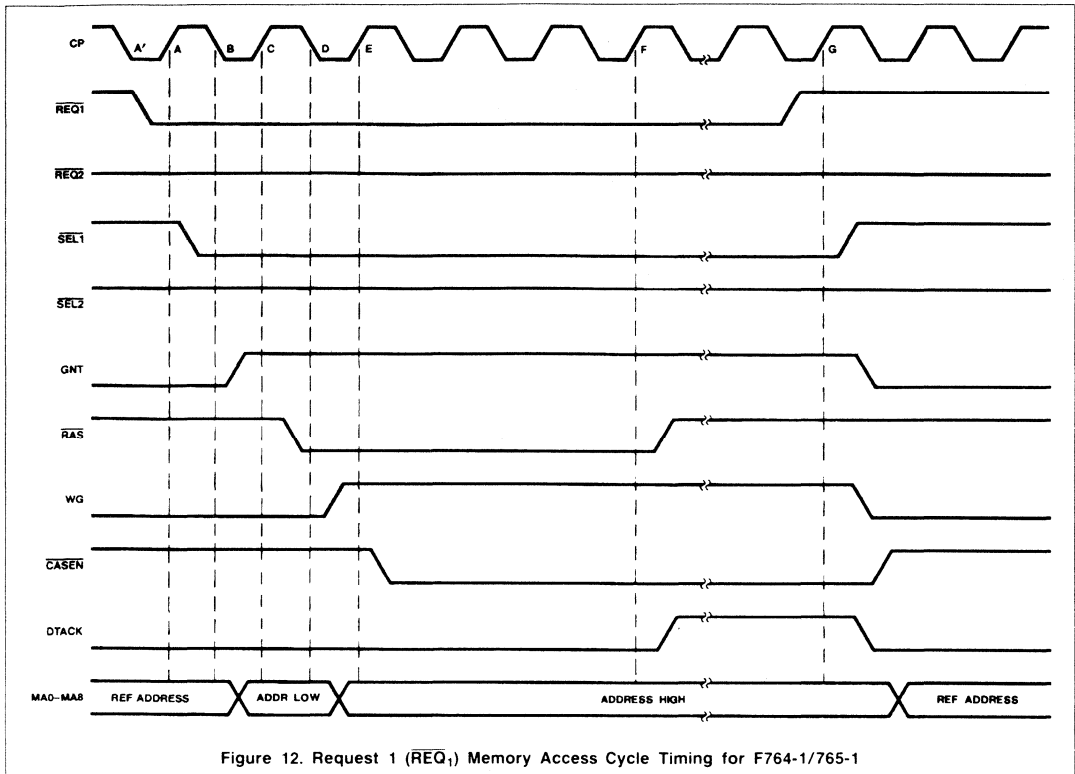 CP
A' A B C D E F G
REQ1
REQ2
SEL1
SEL2
GNT
RAS
WG
CASEN
DTACK
MA0-MA8 REF ADDRESS ADDR LOW ADDRESS HIGH REF ADDRESS
Figure 12. Request 1 (REQ1) Memory Access Cycle Timing for F764-1/765-1